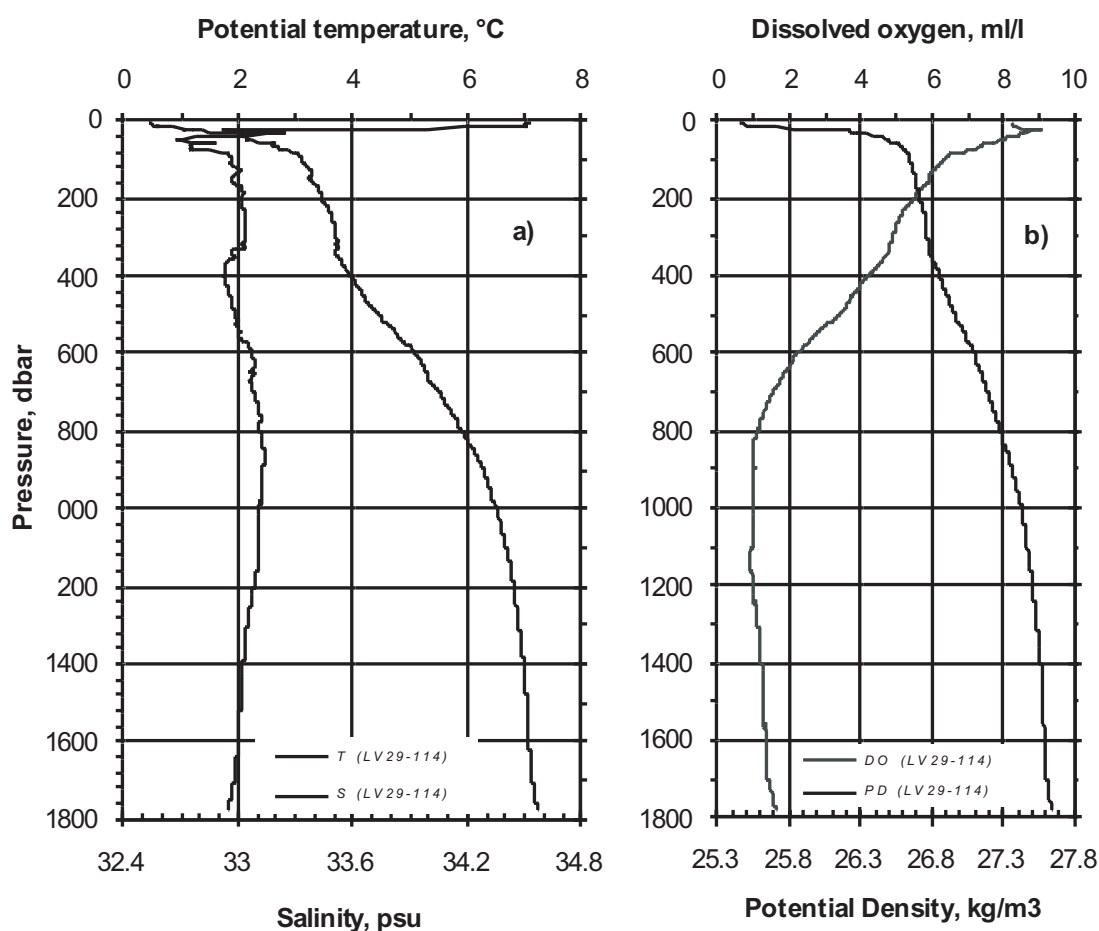 Potential temperature, °C
0 2 4 6 8
0
200
400
600
800
000
200
1400
1600
1800
Pressure, dbar
a)
T (LV29-114)
S (LV29-114)
32.4 33 33.6 34.2 34.8
Salinity, psu
Dissolved oxygen, ml/l
0 2 4 6 8 10
0
200
400
600
800
1000
1200
1400
1600
1800
b)
DO (LV29-114)
PD (LV29-114)
25.3 25.8 26.3 26.8 27.3 27.8
Potential Density, kg/m3